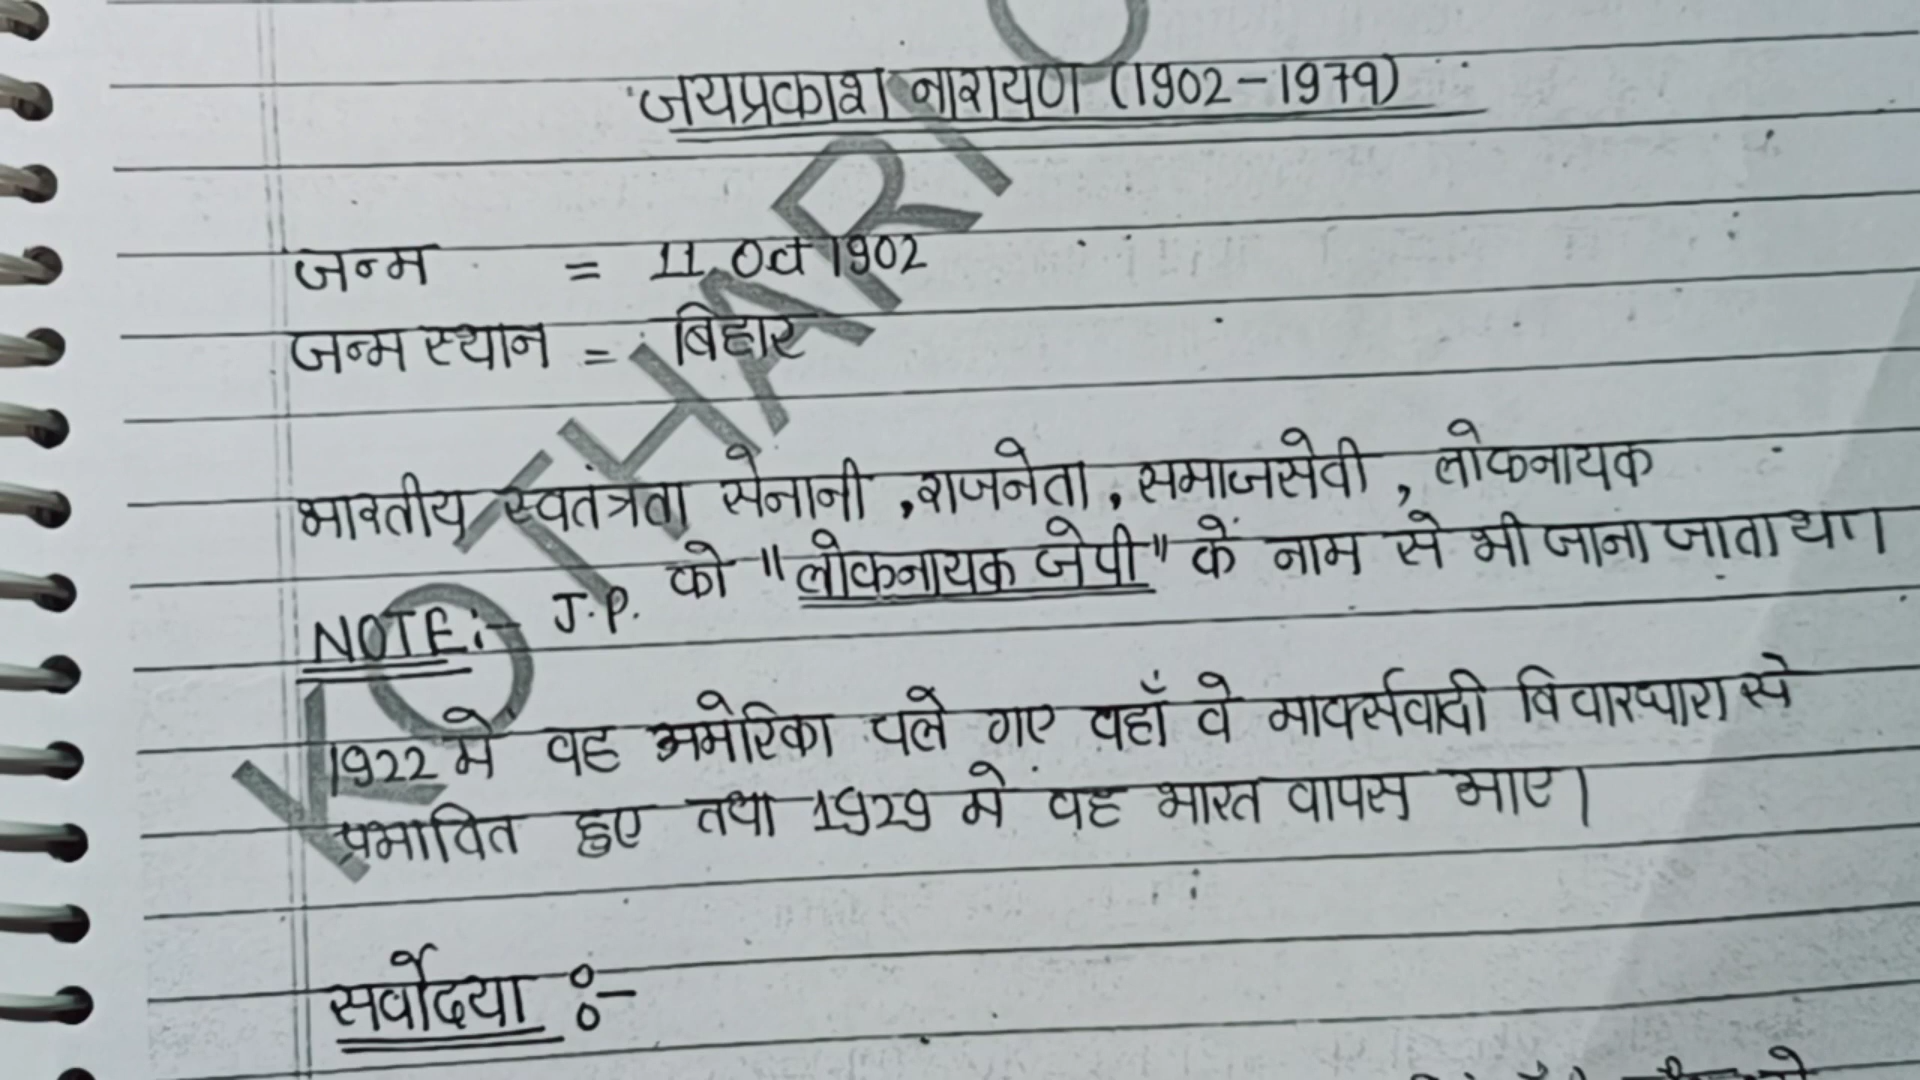 जयप्रकाश नारायण (1902-1979)
जन्म = 11 Oct 1902
जन्म स्थान = बिहार
भारतीय स्वतंत्रता सेनानी, राजनेता, समाजसेवी, लोकनायक
NOTE:- J.P. को "लोकनायक जेपी" कें नाम से भी जाना जाता था।
1922 में वह अमेरिका चले गए वहाँ वे मार्क्सवादी विचारधारा से
प्रभावित हुए तथा 1929 में वह भारत वापस आए।
सर्वोदया :-
KOTHARI